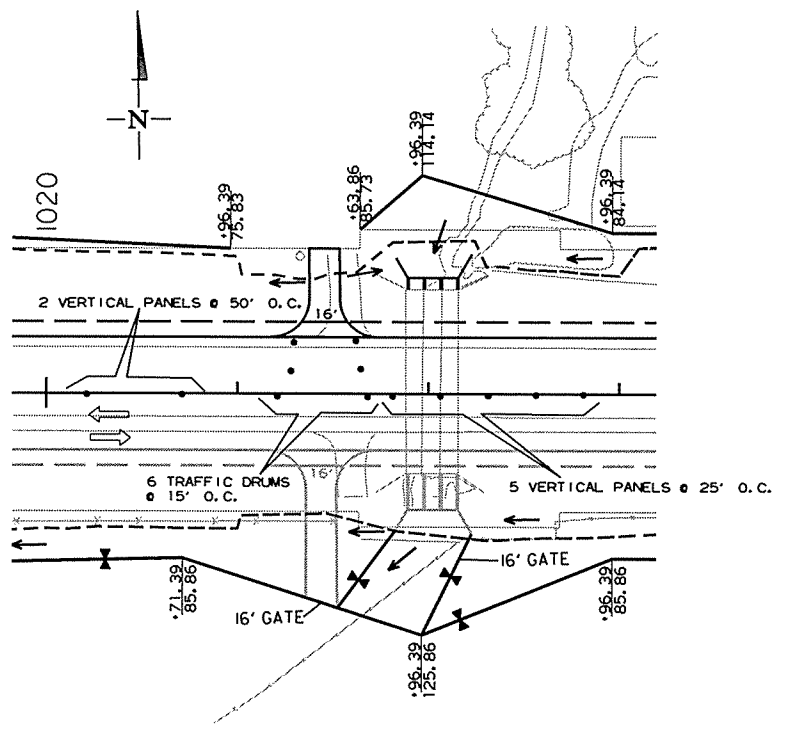 +96.39
114.14
N
1020
+96.39
75.83
+63.86
85.73
+96.39
84.14
2 VERTICAL PANELS @ 50' O.C.
16'
16'
6 TRAFFIC DRUMS
@ 15' O.C.
5 VERTICAL PANELS @ 25' O.C.
16' GATE
16' GATE
+71.39
85.86
+96.39
125.86
+96.39
85.86